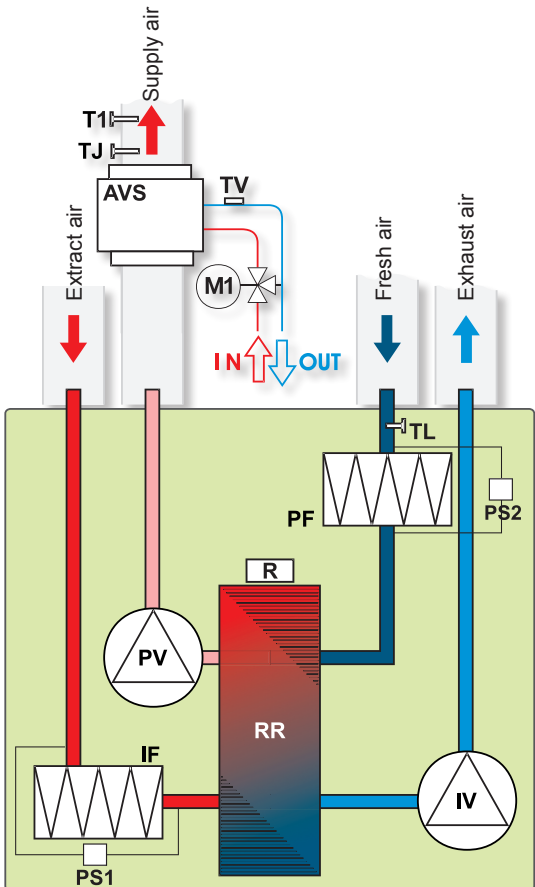 Supply air
T1
TJ
AVS
TV
Extract air
M1
Fresh air
Exhaust air
IN
OUT
TL
PF
PS2
R
PV
RR
IF
IV
PS1